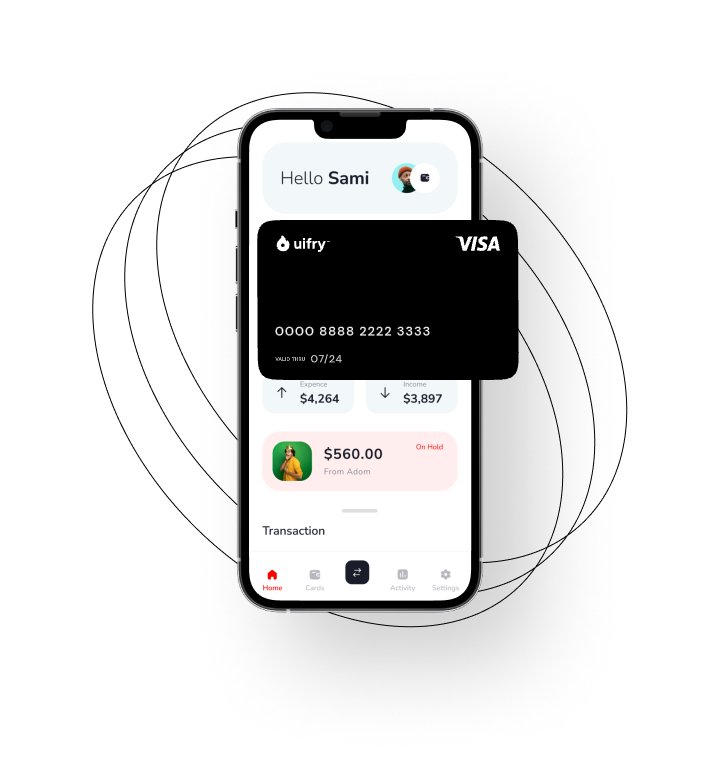 Hello Sami
uifry™
VISA
0000 8888 2222 3333
VALID THRU 07/24
Expence
$4,264
Income
$3,897
$560.00
On Hold
From Adom
Transaction
Home
Cards
Activity
Settings